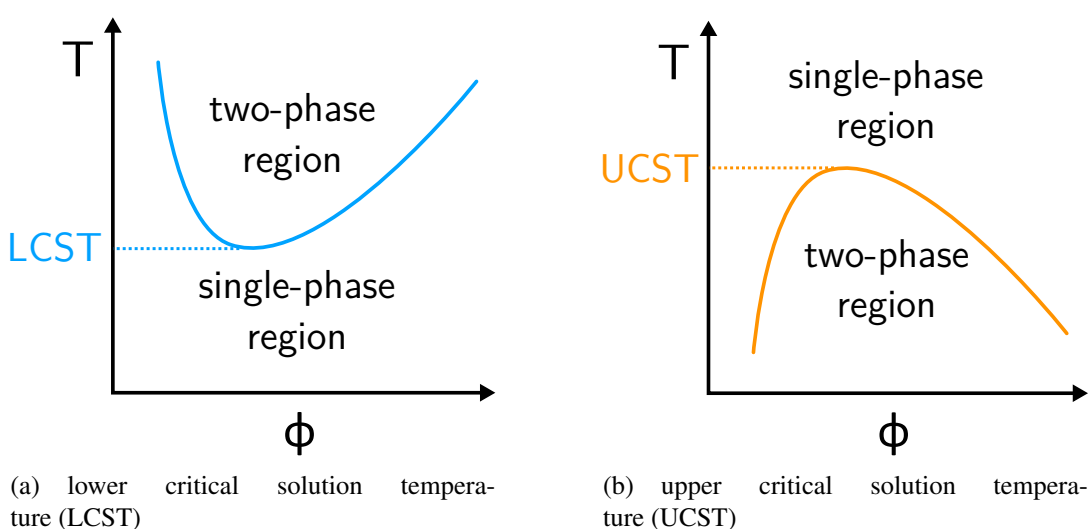 T
two-phase
region
LCST
single-phase
region
ϕ
(a) lower critical solution tempera-
ture (LCST)
T
single-phase
region
UCST
two-phase
region
ϕ
(b) upper critical solution tempera-
ture (UCST)